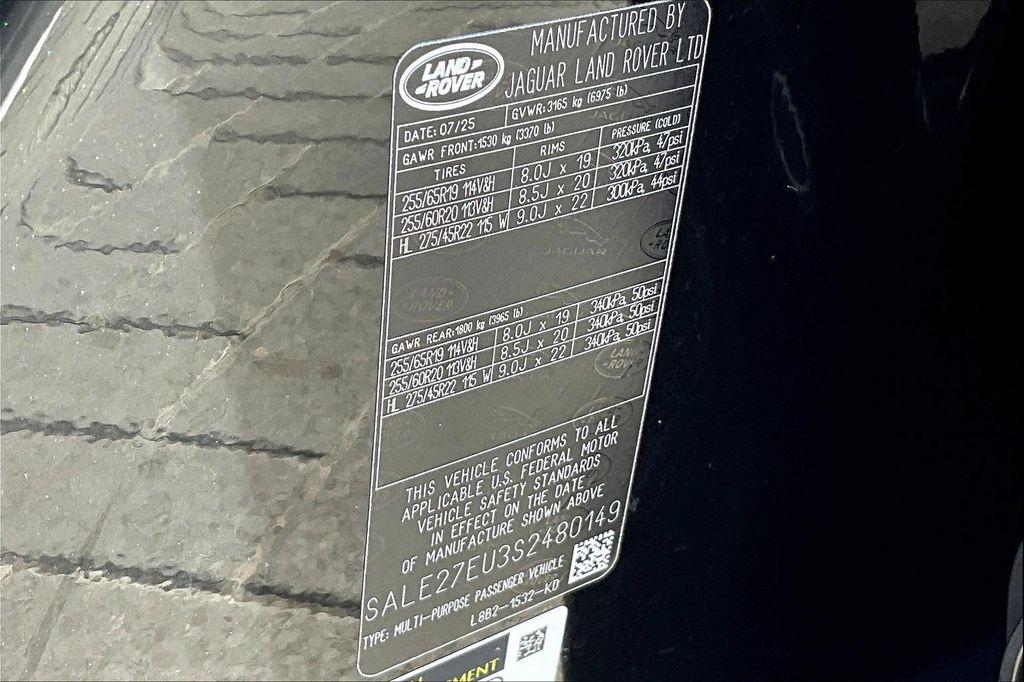 LAND ROVER
MANUFACTURED BY
JAGUAR LAND ROVER LTD
DATE: 07/25 GVWR: 3165 kg (6975 lb)
GAWR FRONT: 1530 kg (3370 lb)
TIRES RIMS PRESSURE (COLD)
255/65R19 114V&H 8.0J x 19 320kPa, 47psi
255/60R20 113V&H 8.5J x 20 320kPa, 47psi
HL 275/45R22 115 W 9.0J x 22 300kPa, 44psi
JAGUAR
LAND ROVER
GAWR REAR: 1800 kg (3965 lb)
255/65R19 114V&H 8.0J x 19 340kPa, 50psi
255/60R20 113V&H 8.5J x 20 340kPa, 50psi
HL 275/45R22 115 W 9.0J x 22 340kPa, 50psi
THIS VEHICLE CONFORMS TO ALL
APPLICABLE U.S. FEDERAL MOTOR
VEHICLE SAFETY STANDARDS
IN EFFECT ON THE DATE
OF MANUFACTURE SHOWN ABOVE
SALE27EU3S2480149
TYPE: MULTI-PURPOSE PASSENGER VEHICLE
L8B2-1532-KD